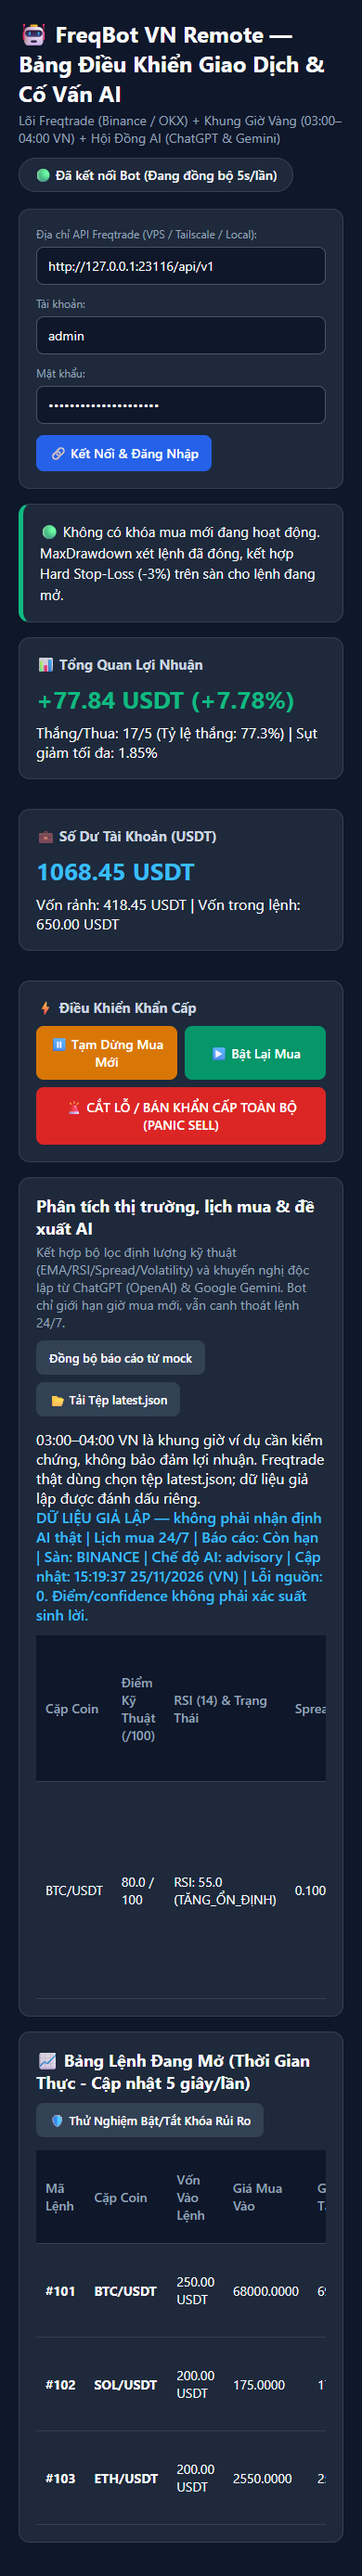 🤖 FreqBot VN Remote —
Bảng Điều Khiển Giao Dịch &
Cố Vấn AI
Lõi Freqtrade (Binance / OKX) + Khung Giờ Vàng (03:00–
04:00 VN) + Hội Đồng AI (ChatGPT & Gemini)
🟢 Đã kết nối Bot (Đang đồng bộ 5s/lần)
Địa chỉ API Freqtrade (VPS / Tailscale / Local):
http://127.0.0.1:23116/api/v1
Tài khoản:
admin
Mật khẩu:
•••••••••••••••••••••
🔗 Kết Nối & Đăng Nhập
🟢 Không có khóa mua mới đang hoạt động.
MaxDrawdown xét lệnh đã đóng, kết hợp
Hard Stop-Loss (-3%) trên sàn cho lệnh đang
mở.
📊 Tổng Quan Lợi Nhuận
+77.84 USDT (+7.78%)
Thắng/Thua: 17/5 (Tỷ lệ thắng: 77.3%) | Sụt
giảm tối đa: 1.85%
💼 Số Dư Tài Khoản (USDT)
1068.45 USDT
Vốn rảnh: 418.45 USDT | Vốn trong lệnh:
650.00 USDT
⚡ Điều Khiển Khẩn Cấp
⏸️ Tạm Dừng Mua
Mới
▶️ Bật Lại Mua
🚨 CẮT LỖ / BÁN KHẨN CẤP TOÀN BỘ
(PANIC SELL)
Phân tích thị trường, lịch mua & đề
xuất AI
Kết hợp bộ lọc định lượng kỹ thuật
(EMA/RSI/Spread/Volatility) và khuyến nghị độc
lập từ ChatGPT (OpenAI) & Google Gemini. Bot
chỉ giới hạn giờ mua mới, vẫn canh thoát lệnh
24/7.
Đồng bộ báo cáo từ mock
📂 Tải Tệp latest.json
03:00–04:00 VN là khung giờ ví dụ cần kiểm
chứng, không bảo đảm lợi nhuận. Freqtrade
thật dùng chọn tệp latest.json; dữ liệu giả
lập được đánh dấu riêng.
DỮ LIỆU GIẢ LẬP — không phải nhận định
AI thật | Lịch mua 24/7 | Báo cáo: Còn hạn
| Sàn: BINANCE | Chế độ AI: advisory | Cập
nhật: 15:19:37 25/11/2026 (VN) | Lỗi nguồn:
0. Điểm/confidence không phải xác suất
sinh lời.
Cặp Coin
Điểm
Kỹ
Thuật
(/100)
RSI (14) & Trạng
Thái
Sprea
BTC/USDT
80.0 /
100
RSI: 55.0
(TĂNG_ỔN_ĐỊNH)
0.100
📈 Bảng Lệnh Đang Mở (Thời Gian
Thực - Cập nhật 5 giây/lần)
🛡️ Thử Nghiệm Bật/Tắt Khóa Rủi Ro
Mã
Lệnh
Cặp Coin
Vốn
Vào
Lệnh
Giá Mua
Vào
#101
BTC/USDT
250.00
USDT
68000.0000
#102
SOL/USDT
200.00
USDT
175.0000
#103
ETH/USDT
200.00
USDT
2550.0000